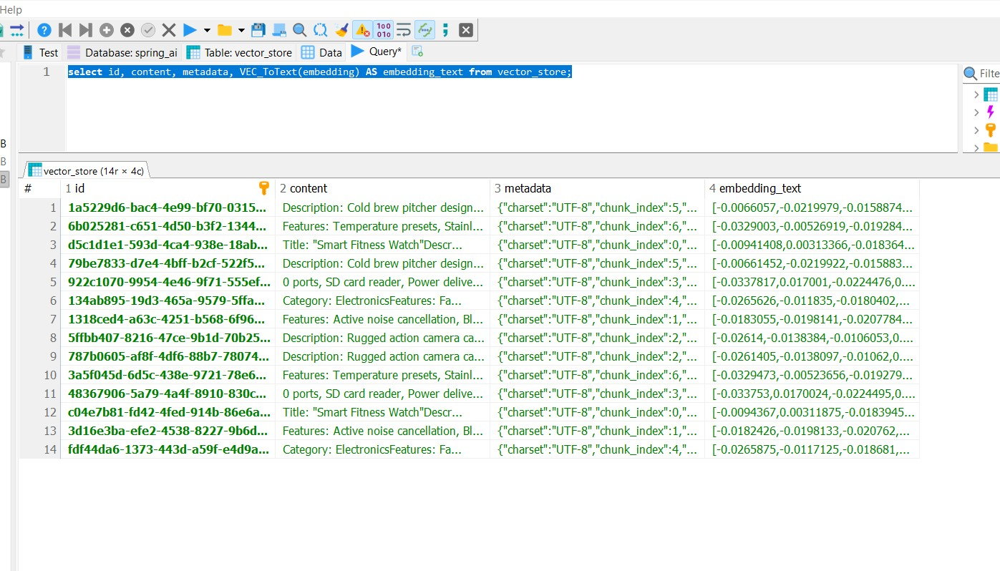 Help
100
010
Test Database: spring_ai Table: vector_store Data Query*
1 select id, content, metadata, VEC_ToText(embedding) AS embedding_text from vector_store;
Filte
B
B
B
vector_store (14r × 4c)
# 1 id 2 content 3 metadata 4 embedding_text
1 1a5229d6-bac4-4e99-bf70-0315... Description: Cold brew pitcher design... {"charset":"UTF-8","chunk_index":5,"... [-0.0066057,-0.0219979,-0.0158874...
2 6b025281-c651-4d50-b3f2-1344... Features: Temperature presets, Stainl... {"charset":"UTF-8","chunk_index":6,"... [-0.0329003,-0.00526919,-0.019284...
3 d5c1d1e1-593d-4ca4-938e-18ab... Title: "Smart Fitness Watch"Descr... {"charset":"UTF-8","chunk_index":0,"... [-0.00941408,0.00313366,-0.018364...
4 79be7833-d7e4-4bff-b2cf-522f5... Description: Cold brew pitcher design... {"charset":"UTF-8","chunk_index":5,"... [-0.00661452,-0.0219922,-0.015883...
5 922c1070-9954-4e46-9f71-555ef... 0 ports, SD card reader, Power delive... {"charset":"UTF-8","chunk_index":3,"... [-0.0337817,0.017001,-0.0224476,0....
6 134ab895-19d3-465a-9579-5ffa... Category: ElectronicsFeatures: Fa... {"charset":"UTF-8","chunk_index":4,"... [-0.0265626,-0.011835,-0.0180402,...
7 1318ced4-a63c-4251-b568-6f96... Features: Active noise cancellation, Bl... {"charset":"UTF-8","chunk_index":1,"... [-0.0183055,-0.0198141,-0.0207784...
8 5ffbb407-8216-47ce-9b1d-70b25... Description: Rugged action camera ca... {"charset":"UTF-8","chunk_index":2,"... [-0.02614,-0.0138384,-0.0106053,0....
9 787b0605-af8f-4df6-88b7-78074... Description: Rugged action camera ca... {"charset":"UTF-8","chunk_index":2,"... [-0.0261405,-0.0138097,-0.01062,0....
10 3a5f045d-6d5c-438e-9721-78e6... Features: Temperature presets, Stainl... {"charset":"UTF-8","chunk_index":6,"... [-0.0329473,-0.00523656,-0.019279...
11 48367906-5a79-4a4f-8910-830c... 0 ports, SD card reader, Power delive... {"charset":"UTF-8","chunk_index":3,"... [-0.033753,0.0170024,-0.0224495,0....
12 c04e7b81-fd42-4fed-914b-86e6a... Title: "Smart Fitness Watch"Descr... {"charset":"UTF-8","chunk_index":0,"... [-0.0094367,0.00311875,-0.0183945...
13 3d16e3ba-efe2-4538-8227-9b6d... Features: Active noise cancellation, Bl... {"charset":"UTF-8","chunk_index":1,"... [-0.0182426,-0.0198133,-0.020762,...
14 fdf44da6-1373-443d-a59f-e4d9a... Category: ElectronicsFeatures: Fa... {"charset":"UTF-8","chunk_index":4,"... [-0.0265875,-0.0117125,-0.018681,...